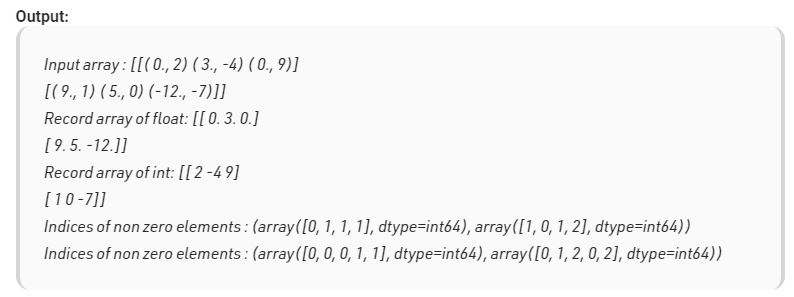 Output:
Input array : [[( 0., 2) ( 3., -4) ( 0., 9)]
[( 9., 1) ( 5., 0) (-12., -7)]]
Record array of float: [[ 0. 3. 0.]
[ 9. 5. -12.]]
Record array of int: [[ 2 -4 9]
[ 1 0 -7]]
Indices of non zero elements : (array([0, 1, 1, 1], dtype=int64), array([1, 0, 1, 2], dtype=int64))
Indices of non zero elements : (array([0, 0, 0, 1, 1], dtype=int64), array([0, 1, 2, 0, 2], dtype=int64))